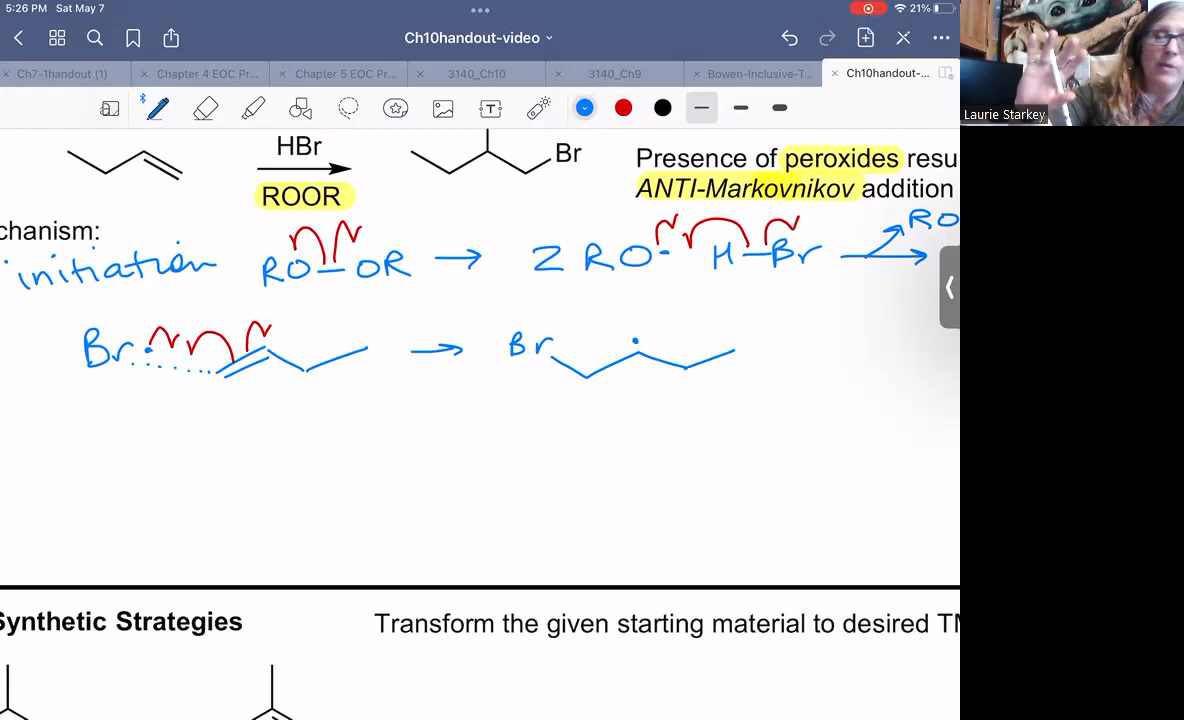 5:26 PM Sat May 7
21%
Ch10handout-video
Ch7-1handout (1)
Chapter 4 EOC Pr...
Chapter 5 EOC Pr...
3140_Ch10
3140_Ch9
Bowen-Inclusive-T...
Ch10handout-...
T
Laurie Starkey
HBr
ROOR
Br
Presence of peroxides resu
ANTI-Markovnikov addition
chanism:
initiation RO—OR → 2 RO· H—Br → RO
Br· → Br
Synthetic Strategies
Transform the given starting material to desired TM